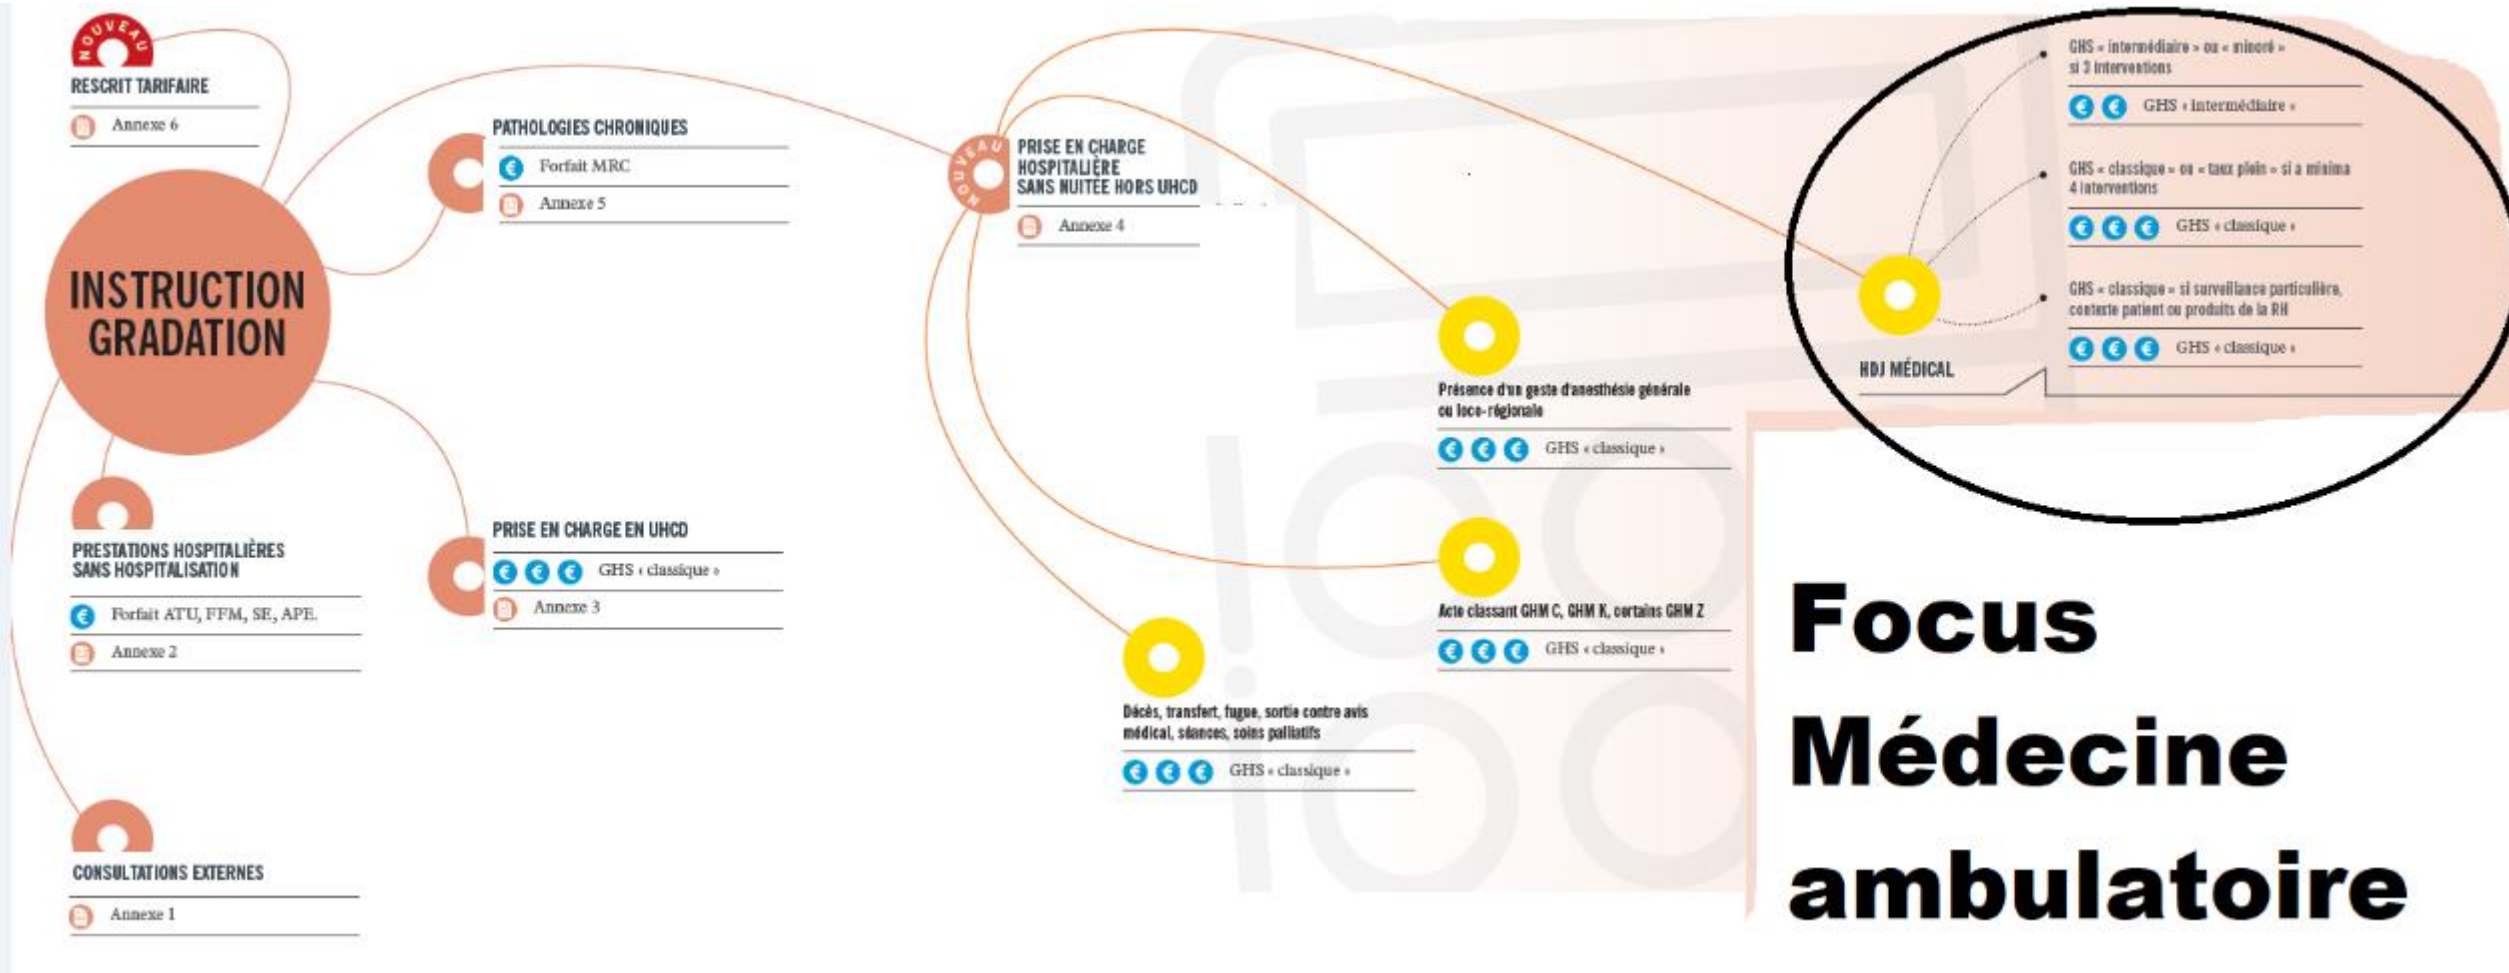 NOUVEAU
RESCRIT TARIFAIRE
Annexe 6
INSTRUCTION
GRADATION
PATHOLOGIES CHRONIQUES
Forfait MRC
Annexe 5
PRESTATIONS HOSPITALIÈRES
SANS HOSPITALISATION
Forfait ATU, FFM, SE, APE.
Annexe 2
PRISE EN CHARGE EN UHCD
€ € € GHS « classique »
Annexe 3
CONSULTATIONS EXTERNES
Annexe 1
NOUVEAU
PRISE EN CHARGE
HOSPITALIÈRE
SANS NUITÉE HORS UHCD
Annexe 4
Décès, transfert, fugue, sortie contre avis
médical, séances, soins palliatifs
€ € € GHS « classique »
Présence d'un geste d'anesthésie générale
ou loco-régionale
€ € € GHS « classique »
Acte classant GHM C, GHM K, certains GHM Z
€ € € GHS « classique »
HDJ MÉDICAL
GHS « intermédiaire » ou « minoré »
si 3 interventions
€ € GHS « intermédiaire »
GHS « classique » ou « taux plein » si a minima
4 interventions
€ € € GHS « classique »
GHS « classique » si surveillance particulière,
contexte patient ou produits de la RH
€ € € GHS « classique »
Focus
Médecine
ambulatoire